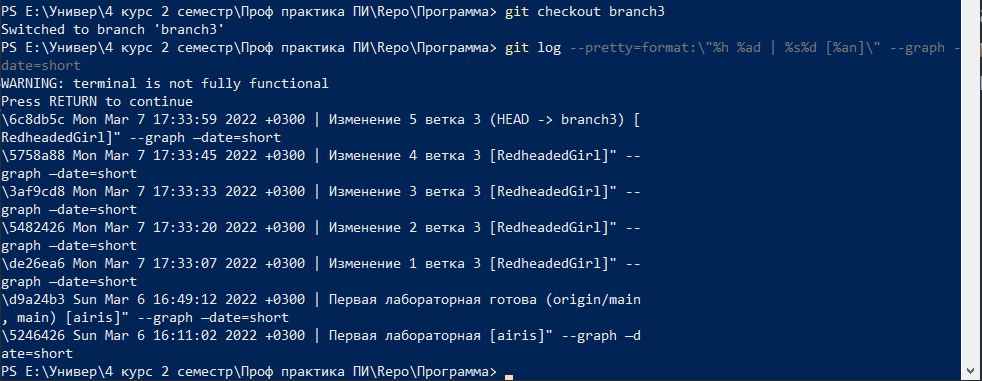 PS E:\Универ\4 курс 2 семестр\Проф практика ПИ\Repo\Программа> git checkout branch3
Switched to branch 'branch3'
PS E:\Универ\4 курс 2 семестр\Проф практика ПИ\Repo\Программа> git log --pretty=format:\"%h %ad | %s%d [%an]\" --graph –
date=short
WARNING: terminal is not fully functional
Press RETURN to continue
\6c8db5c Mon Mar 7 17:33:59 2022 +0300 | Изменение 5 ветка 3 (HEAD -> branch3) [
RedheadedGirl]" --graph –date=short
\5758a88 Mon Mar 7 17:33:45 2022 +0300 | Изменение 4 ветка 3 [RedheadedGirl]" --
graph –date=short
\3af9cd8 Mon Mar 7 17:33:33 2022 +0300 | Изменение 3 ветка 3 [RedheadedGirl]" --
graph –date=short
\5482426 Mon Mar 7 17:33:20 2022 +0300 | Изменение 2 ветка 3 [RedheadedGirl]" --
graph –date=short
\de26ea6 Mon Mar 7 17:33:07 2022 +0300 | Изменение 1 ветка 3 [RedheadedGirl]" --
graph –date=short
\d9a24b3 Sun Mar 6 16:49:12 2022 +0300 | Первая лабораторная готова (origin/main
, main) [airis]" --graph –date=short
\5246426 Sun Mar 6 16:11:02 2022 +0300 | Первая лабораторная [airis]" --graph –d
ate=short
PS E:\Универ\4 курс 2 семестр\Проф практика ПИ\Repo\Программа>